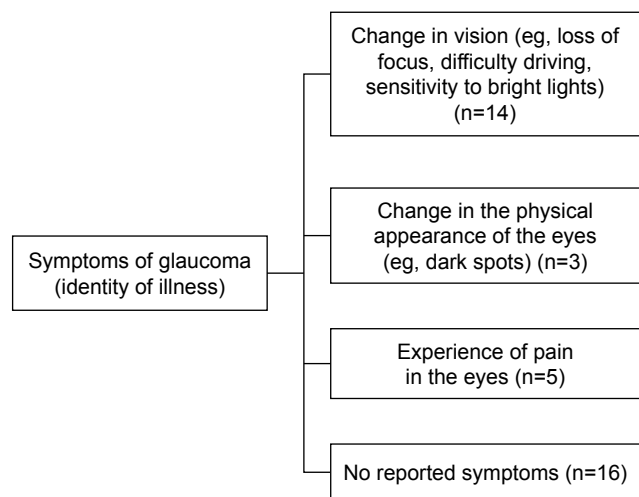 Change in vision (eg, loss of
focus, difficulty driving,
sensitivity to bright lights)
(n=14)
Change in the physical
appearance of the eyes
(eg, dark spots) (n=3)
Symptoms of glaucoma
(identity of illness)
Experience of pain
in the eyes (n=5)
No reported symptoms (n=16)